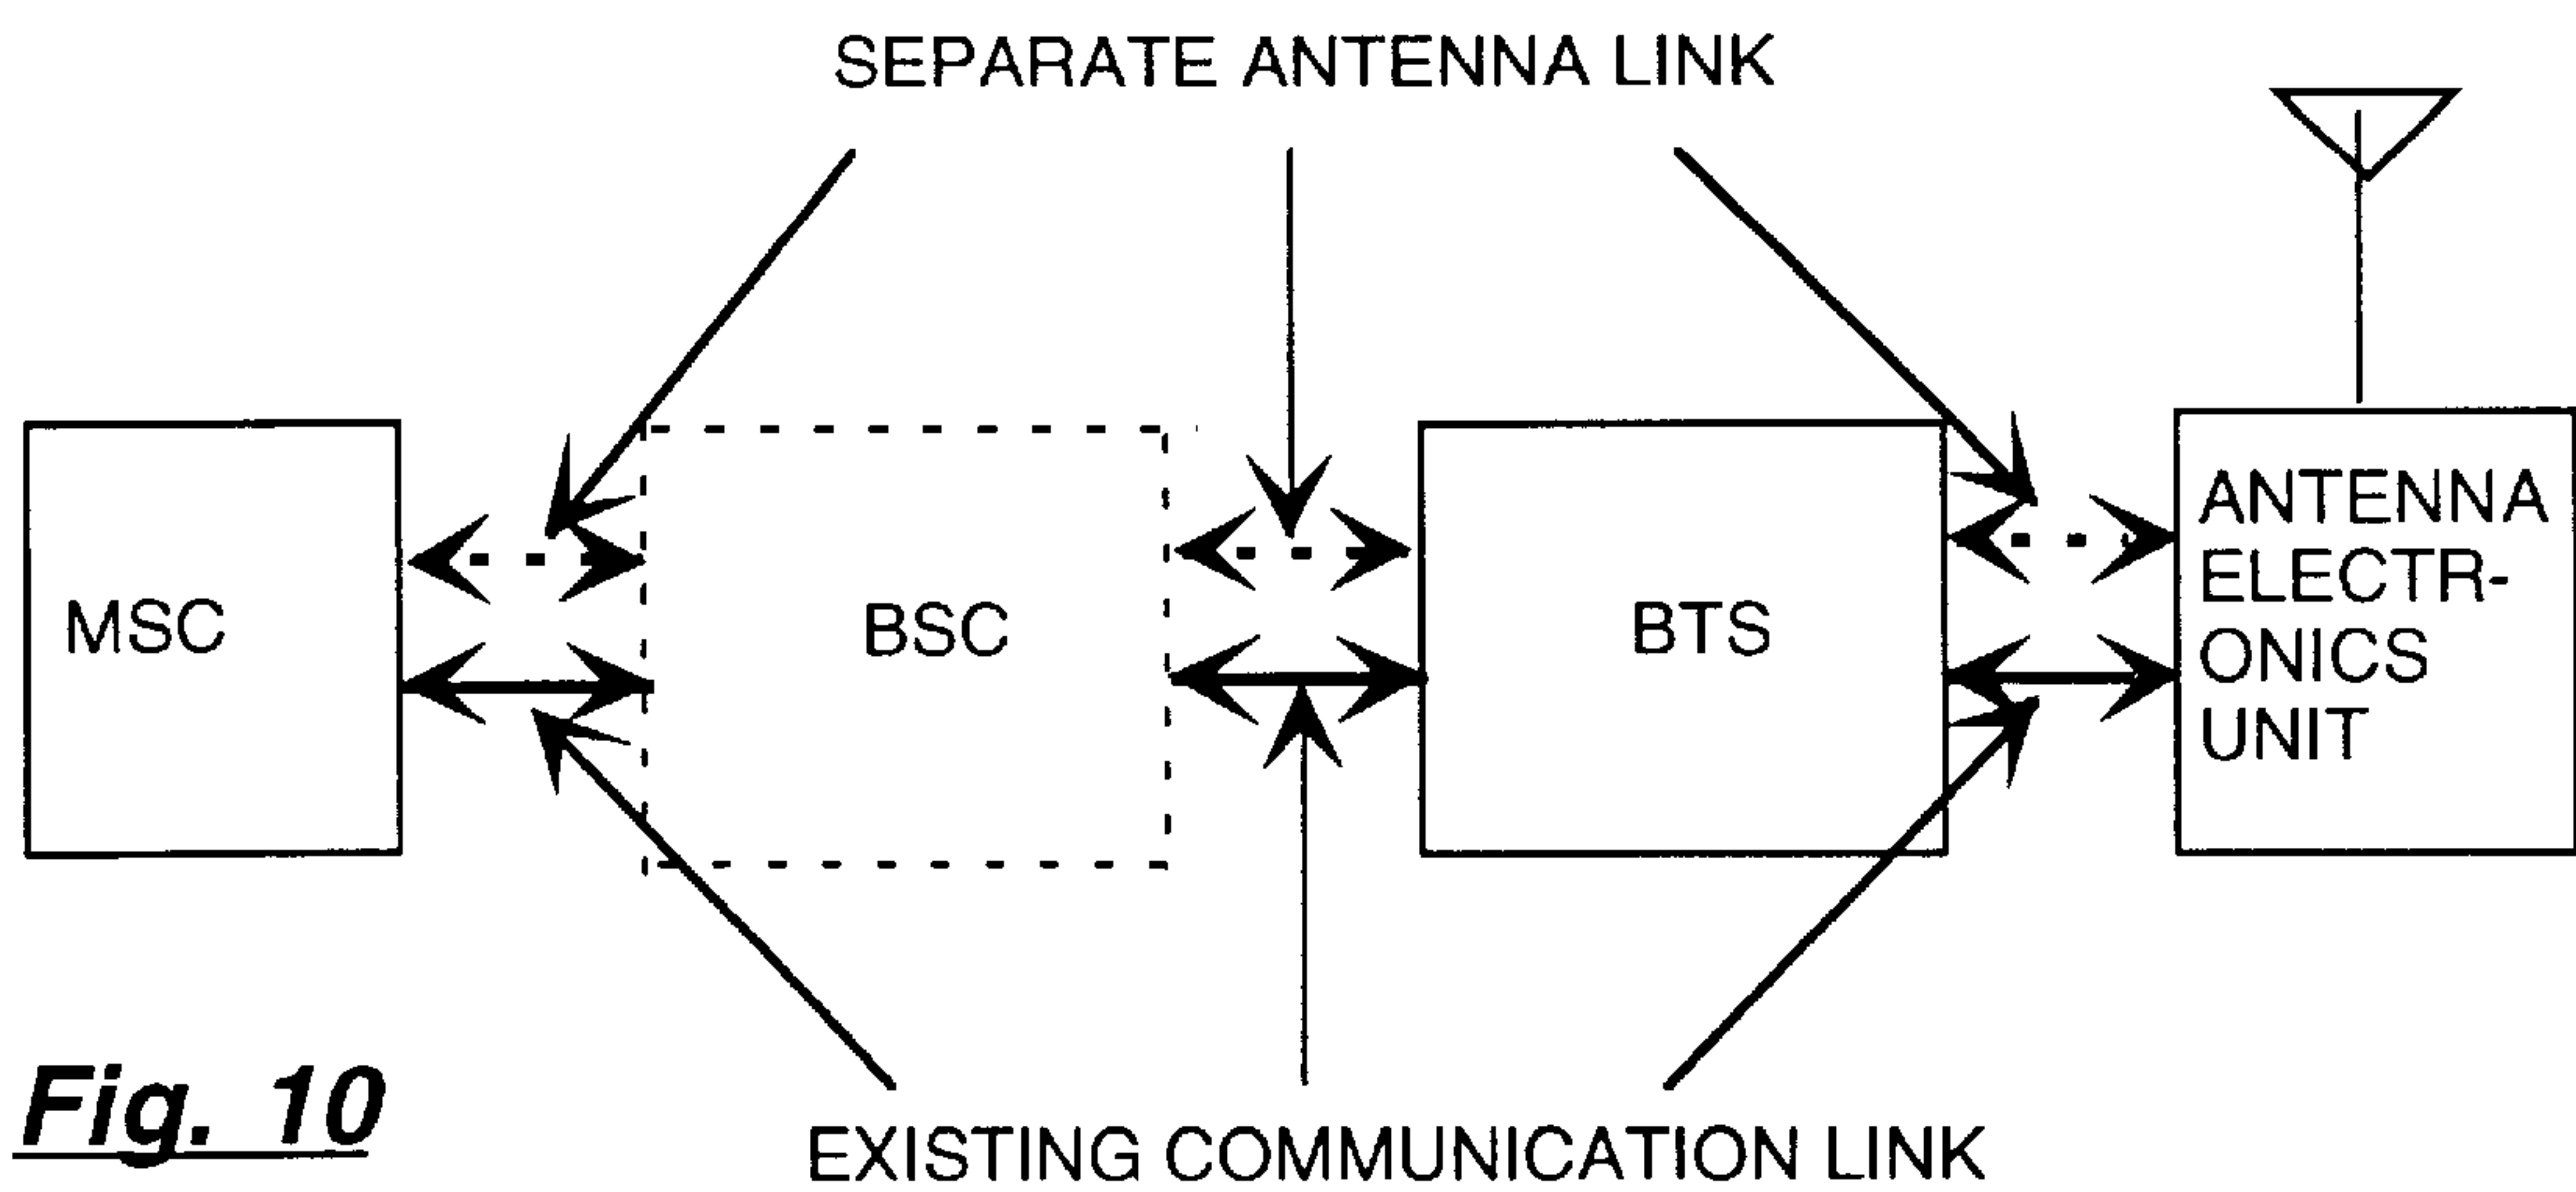 SEPARATE ANTENNA LINK
MSC
BSC
BTS
ANTENNA
ELECTR-
ONICS
UNIT
Fig. 10
EXISTING COMMUNICATION LINK